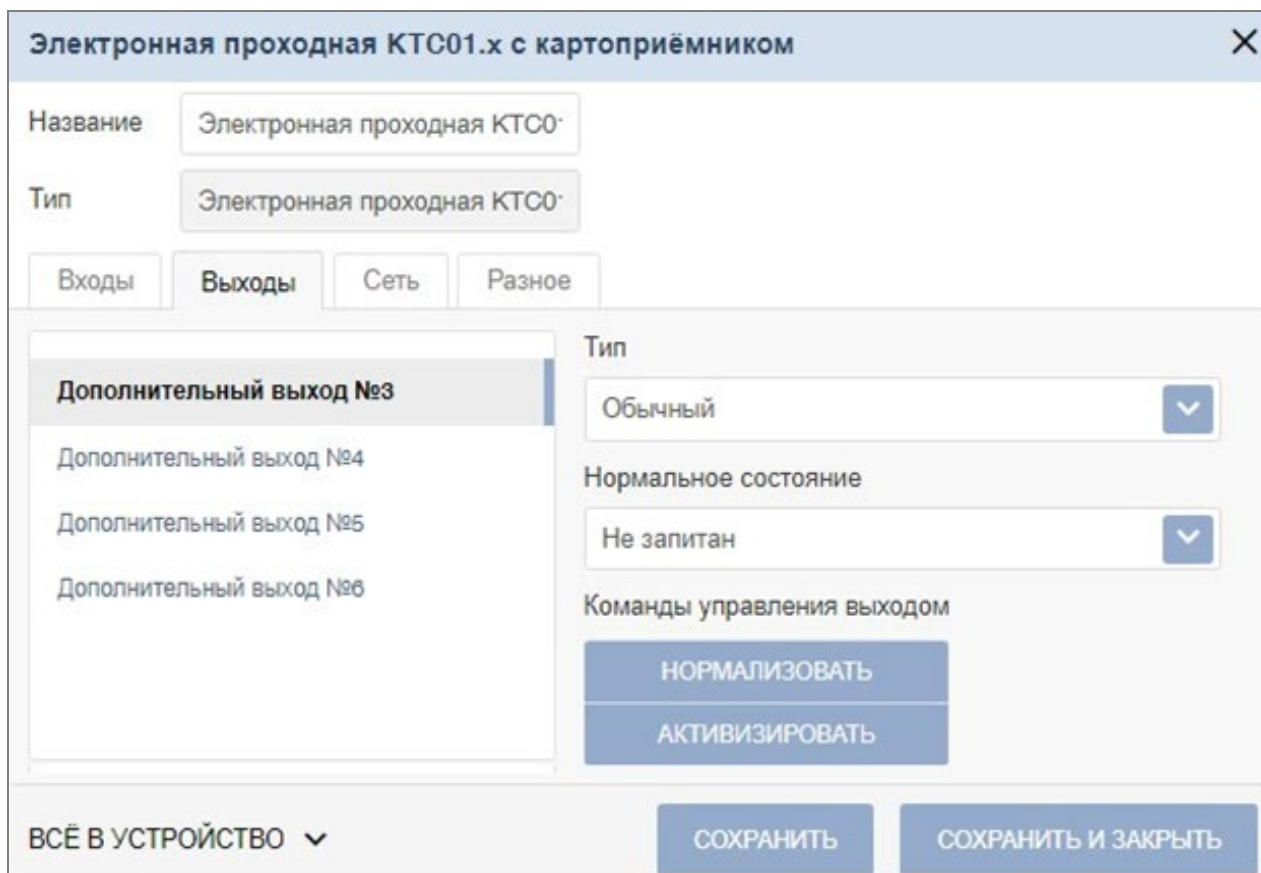 Электронная проходная КТС01.x с картоприёмником
Название
Электронная проходная КТС0
Тип
Электронная проходная КТС0
Входы Выходы Сеть Разное
Дополнительный выход №3
Дополнительный выход №4
Дополнительный выход №5
Дополнительный выход №6
Тип
Обычный
Нормальное состояние
Не запитан
Команды управления выходом
НОРМАЛИЗОВАТЬ
АКТИВИЗИРОВАТЬ
ВСЁ В УСТРОЙСТВО
СОХРАНИТЬ
СОХРАНИТЬ И ЗАКРЫТЬ